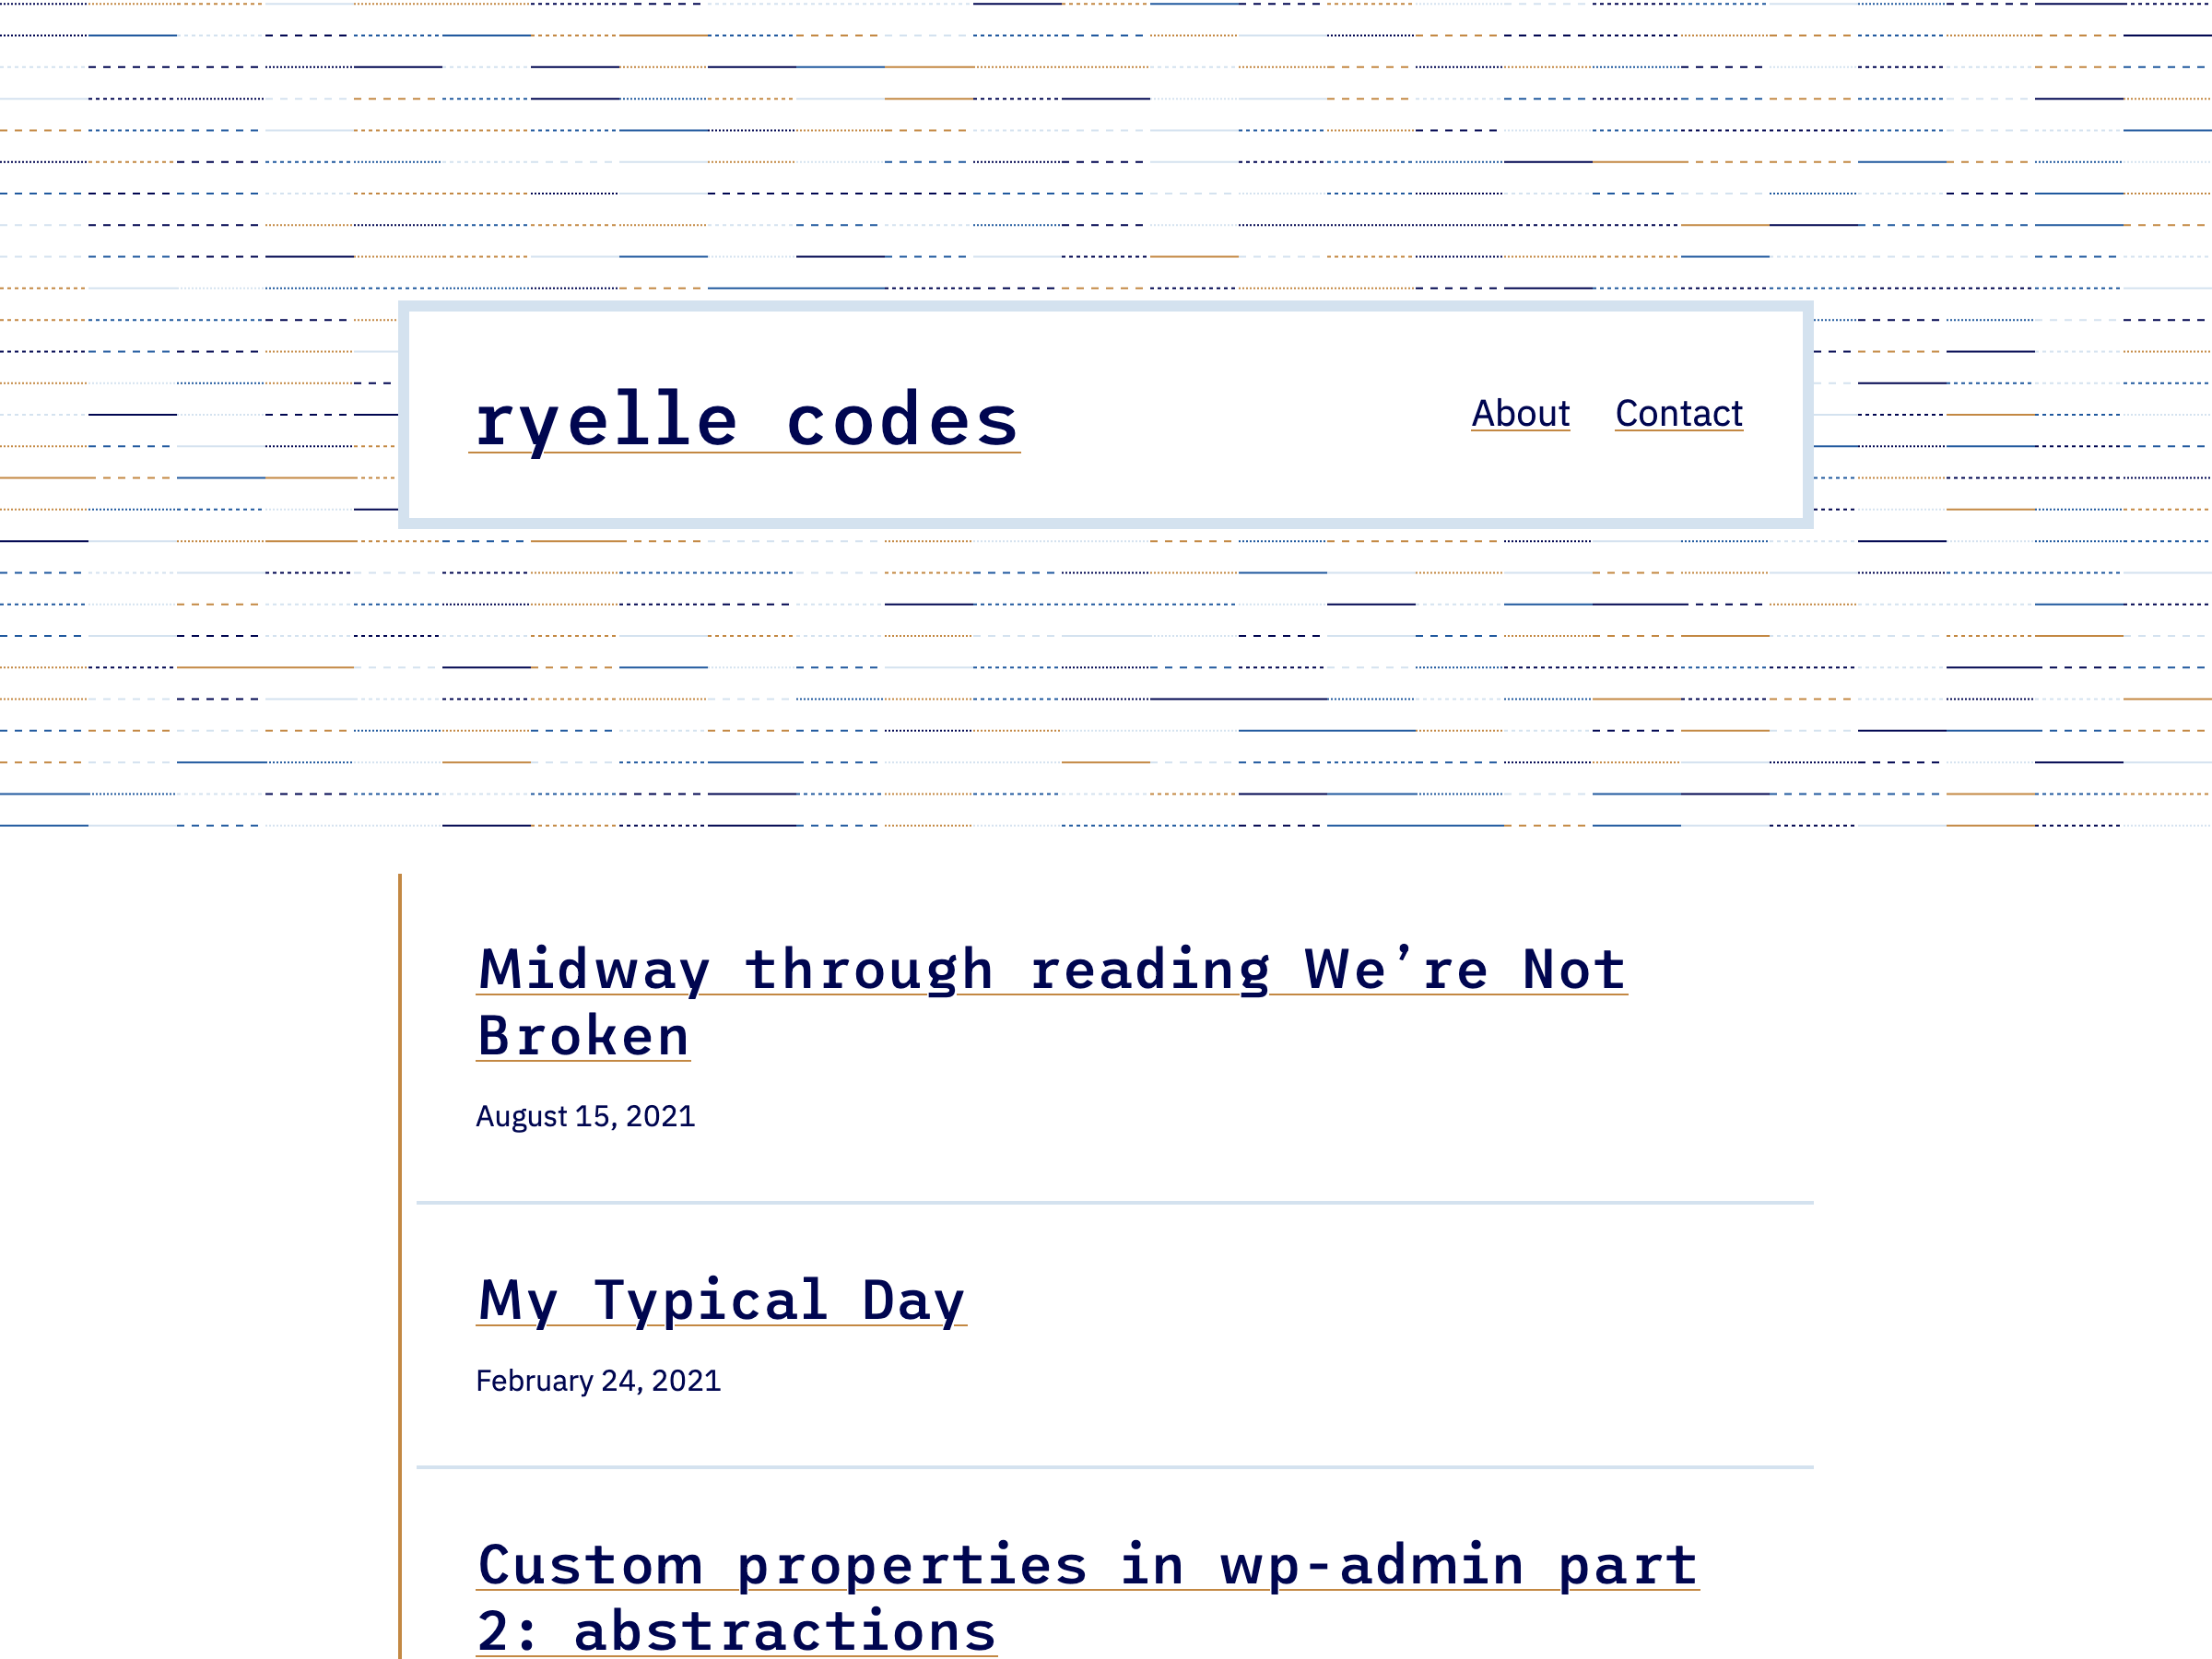 ryelle codes
About Contact
Midway through reading We’re Not
Broken
August 15, 2021
My Typical Day
February 24, 2021
Custom properties in wp-admin part
2: abstractions